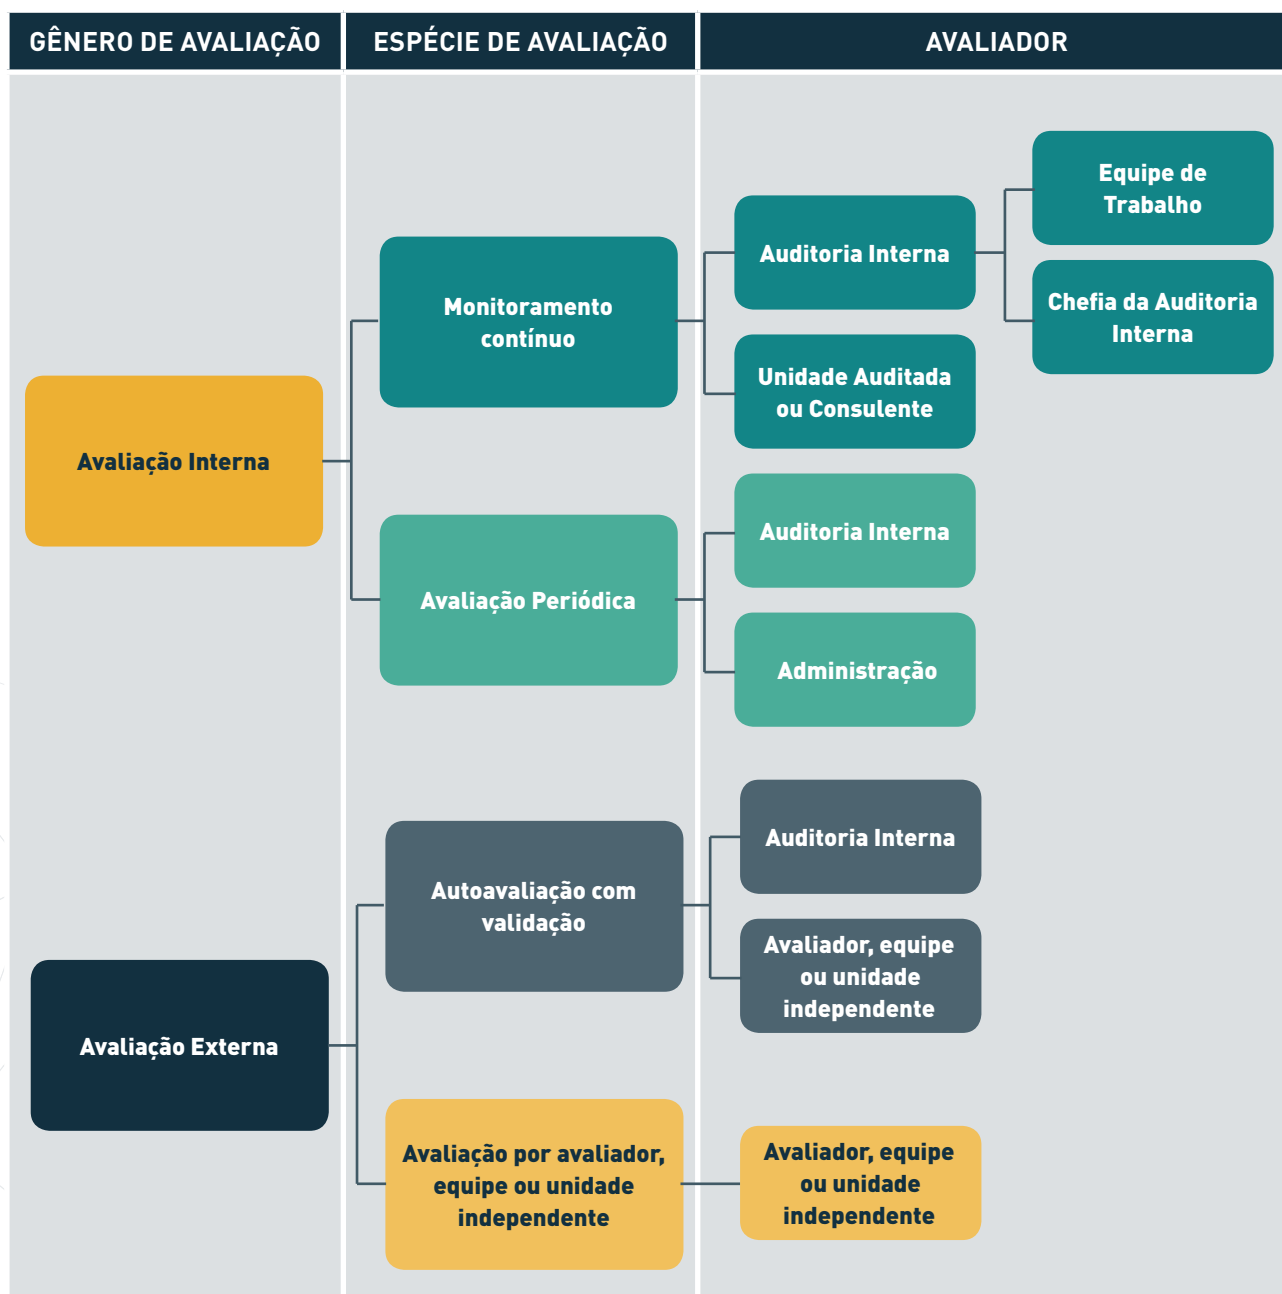 GÊNERO DE AVALIAÇÃO
ESPÉCIE DE AVALIAÇÃO
AVALIADOR
Avaliação Interna
Monitoramento
contínuo
Auditoria Interna
Equipe de
Trabalho
Chefia da Auditoria
Interna
Unidade Auditada
ou Consulente
Avaliação Periódica
Auditoria Interna
Administração
Avaliação Externa
Autoavaliação com
validação
Auditoria Interna
Avaliador, equipe
ou unidade
independente
Avaliação por avaliador,
equipe ou unidade
independente
Avaliador, equipe
ou unidade
independente